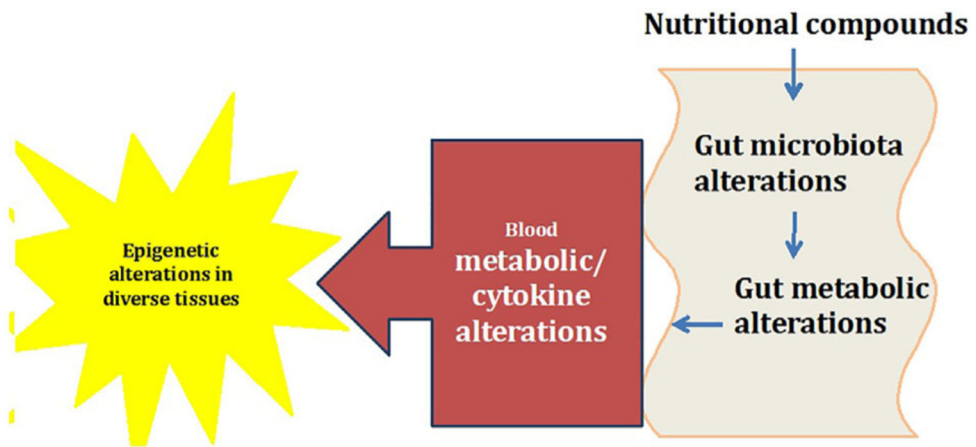 Nutritional compounds
Gut microbiota
alterations
Gut metabolic
alterations
Blood
metabolic/
cytokine
alterations
Epigenetic
alterations in
diverse tissues